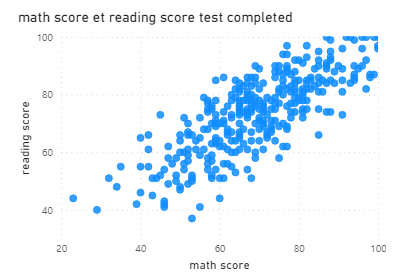 math score et reading score test completed
100
80
60
40
reading score
20 40 60 80 100
math score